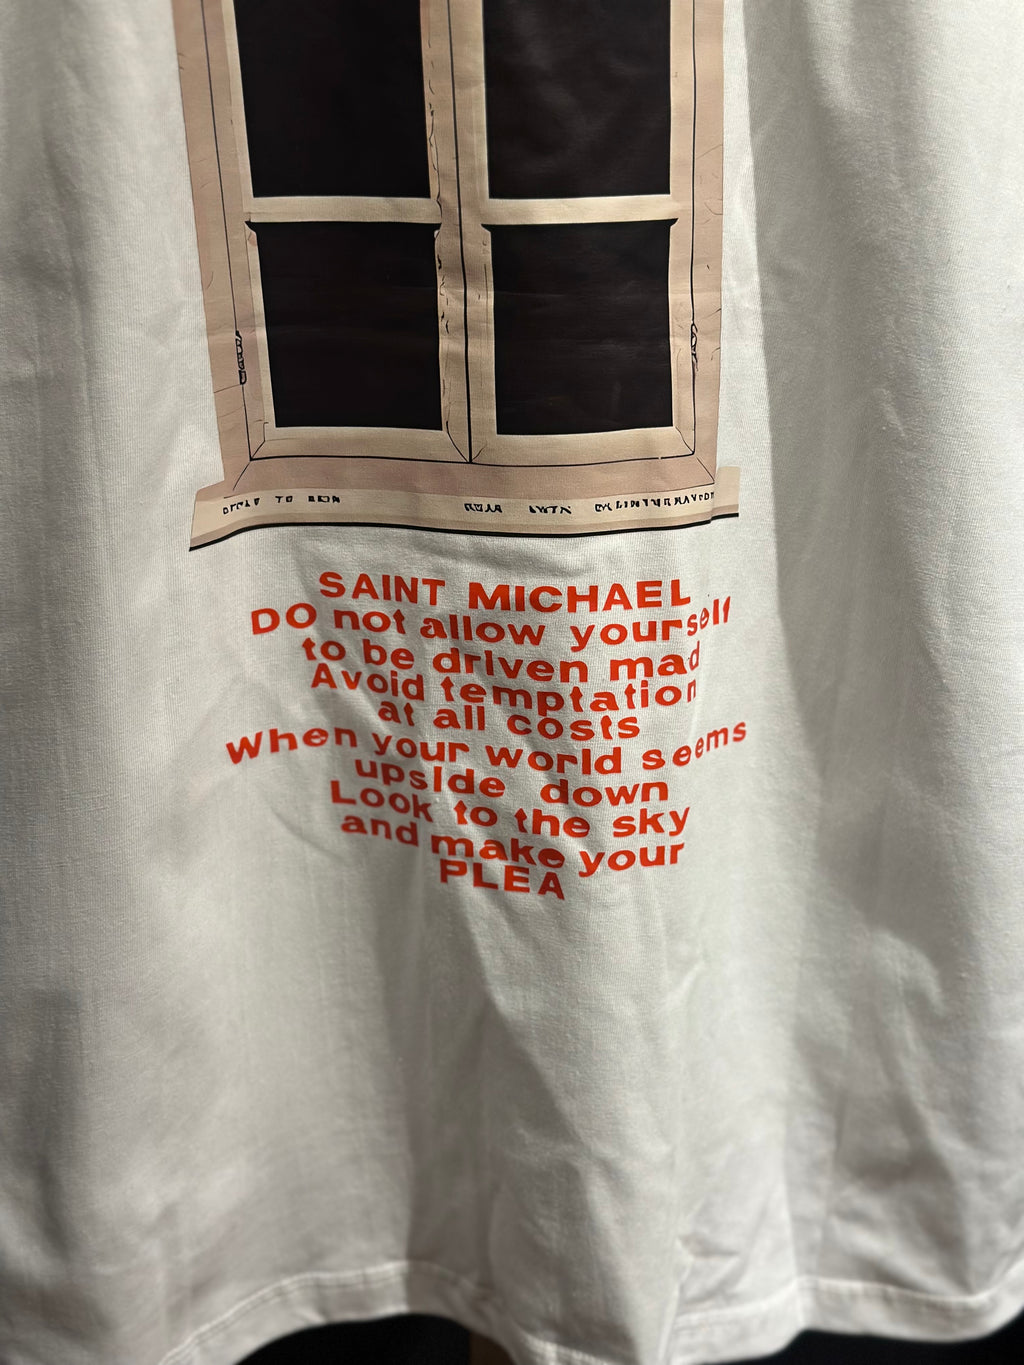 SAINT MICHAEL
DO not allow yourself
to be driven mad
Avoid temptation
at all costs
When your world seems
upside down
Look to the sky
and make your
PLEA